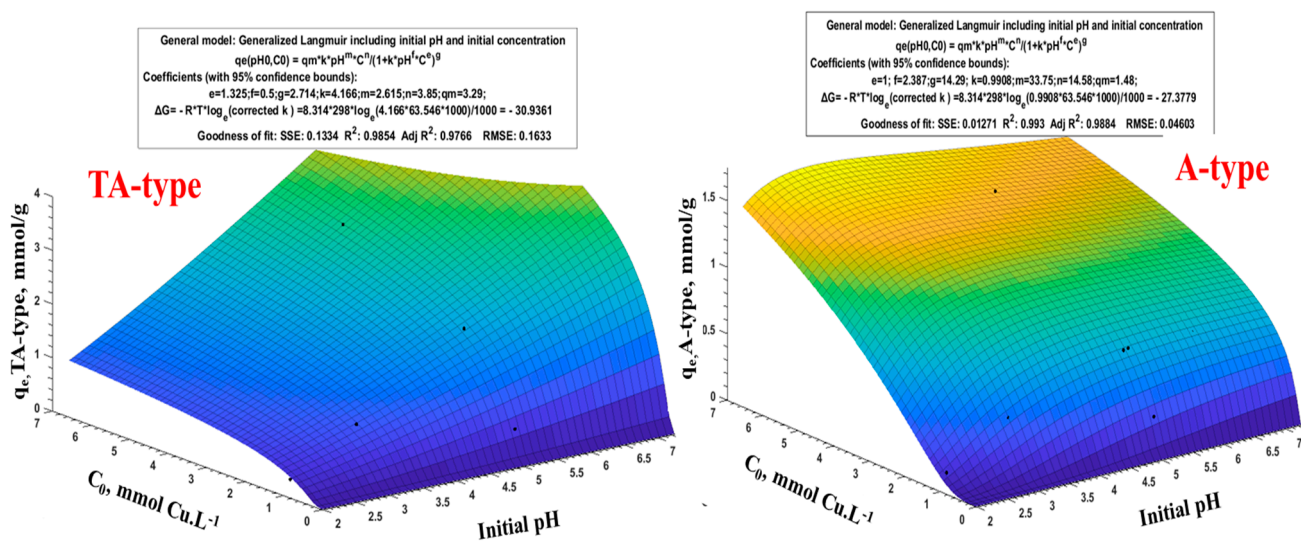 General model: Generalized Langmuir including initial pH and initial concentration
qe(pH0,C0) = qm*k*pH^m*C^n/(1+k*pH^f*C^e)^g
Coefficients (with 95% confidence bounds):
e=1.325;f=0.5;g=2.714;k=4.166;m=2.615;n=3.85;qm=3.29;
ΔG= - R*T*log_e(corrected k ) =8.314*298*log_e(4.166*63.546*1000)/1000 = - 30.9361
Goodness of fit: SSE: 0.1334 R²: 0.9854 Adj R²: 0.9766 RMSE: 0.1633
TA-type
q_e,TA-type, mmol/g
4
3
2
1
0
7
6
5
4
3
2
1
0
C₀, mmol Cu.L⁻¹
2
2.5
3
3.5
4
4.5
5
5.5
6
6.5
7
Initial pH
General model: Generalized Langmuir including initial pH and initial concentration
qe(pH0,C0) = qm*k*pH^m*C^n/(1+k*pH^f*C^e)^g
Coefficients (with 95% confidence bounds):
e=1; f=2.387;g=14.29; k=0.9908;m=33.75;n=14.58;qm=1.48;
ΔG= - R*T*log_e(corrected k ) =8.314*298*log_e(0.9908*63.546*1000)/1000 = - 27.3779
Goodness of fit: SSE: 0.01271 R²: 0.993 Adj R²: 0.9884 RMSE: 0.04603
A-type
q_e,A-type, mmol/g
1.5
1
0.5
0
7
6
5
4
3
2
1
0
C₀, mmol Cu.L⁻¹
2
2.5
3
3.5
4
4.5
5
5.5
6
6.5
7
Initial pH